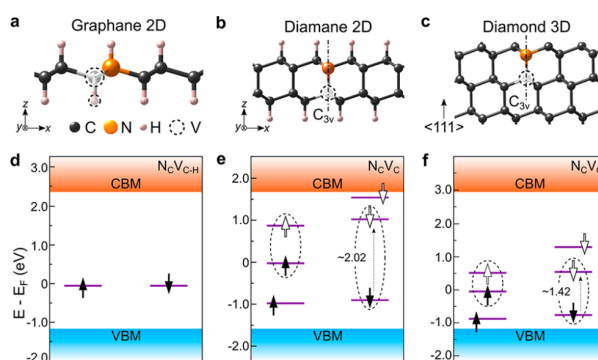 a Graphane 2D
b Diamane 2D
c Diamond 3D
z
y x
C N H V
z
y x
C3v
<111>
C3v
d
E - EF (eV)
3.0
2.0
1.0
0.0
-1.0
-2.0
NCVC-H
CBM
VBM
e
2.0
1.0
0.0
-1.0
-2.0
NCVC
CBM
~2.02
VBM
f
3.0
2.0
1.0
0.0
-1.0
CBM
~1.42
VBM